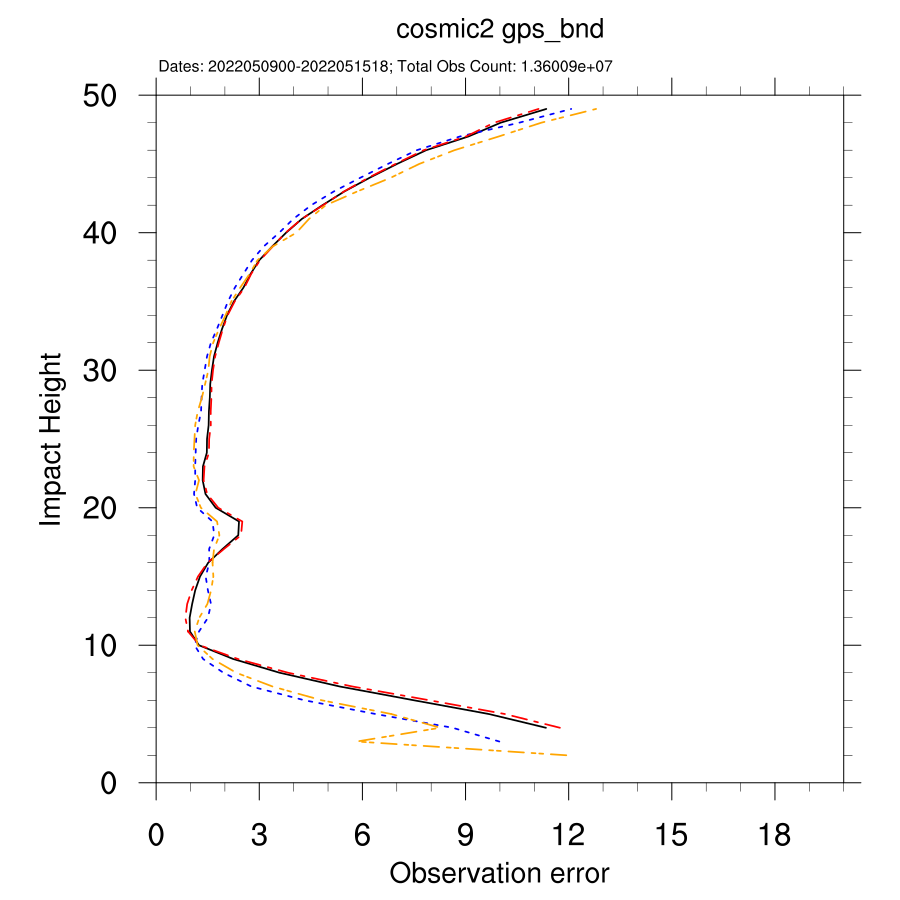 cosmic2 gps_bnd
Dates: 2022050900-2022051518; Total Obs Count: 1.36009e+07
50
40
30
20
10
0
Impact Height
0 3 6 9 12 15 18
Observation error